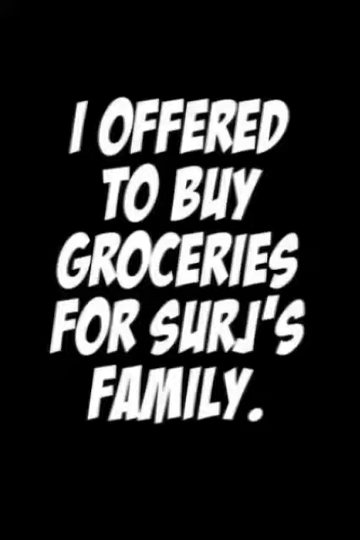 I OFFERED
TO BUY
GROCERIES
FOR SURJ'S
FAMILY.